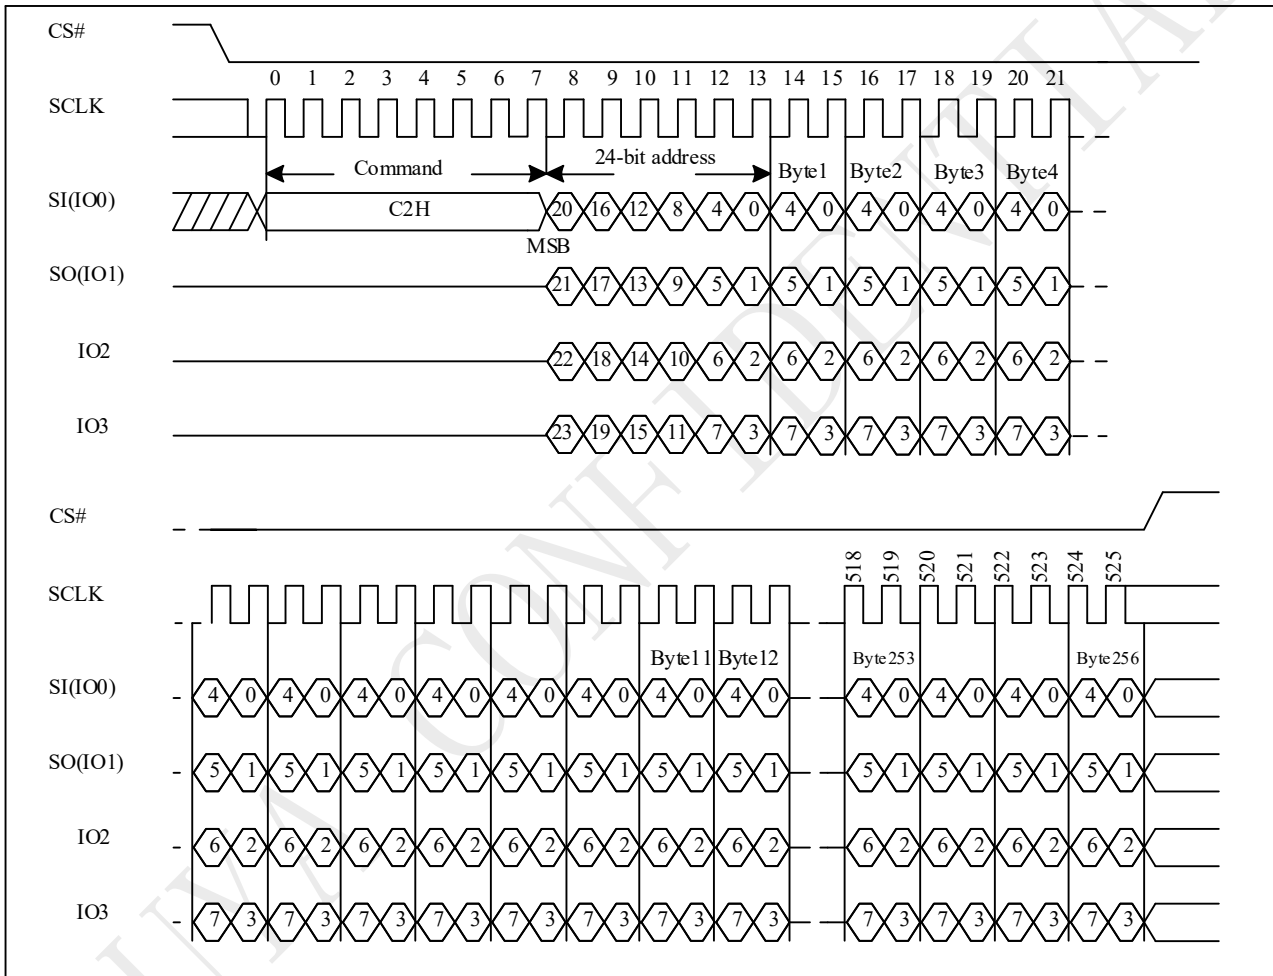 CS#
0 1 2 3 4 5 6 7 8 9 10 11 12 13 14 15 16 17 18 19 20 21
SCLK
Command 24-bit address Byte1 Byte2 Byte3 Byte4
SI(IO0) C2H 20 16 12 8 4 0 4 0 4 0 4 0 4 0
MSB
SO(IO1) 21 17 13 9 5 1 5 1 5 1 5 1 5 1
IO2 22 18 14 10 6 2 6 2 6 2 6 2 6 2
IO3 23 19 15 11 7 3 7 3 7 3 7 3 7 3
CS#
518 519 520 521 522 523 524 525
SCLK
Byte11 Byte12 Byte253 Byte256
SI(IO0) 4 0 4 0 4 0 4 0 4 0 4 0 4 0 4 0 4 0 4 0 4 0 4 0
SO(IO1) 5 1 5 1 5 1 5 1 5 1 5 1 5 1 5 1 5 1 5 1 5 1 5 1
IO2 6 2 6 2 6 2 6 2 6 2 6 2 6 2 6 2 6 2 6 2 6 2 6 2
IO3 7 3 7 3 7 3 7 3 7 3 7 3 7 3 7 3 7 3 7 3 7 3 7 3